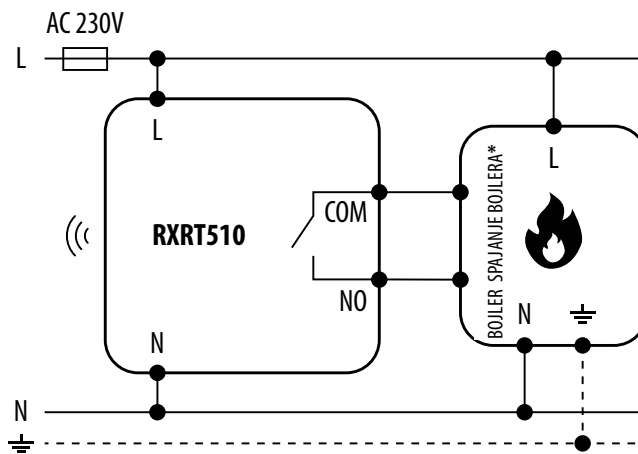 AC 230V
L
L
L
RXRT510
COM
NO
BOJLER SPAJANJE BOJLERA*
N
N
N